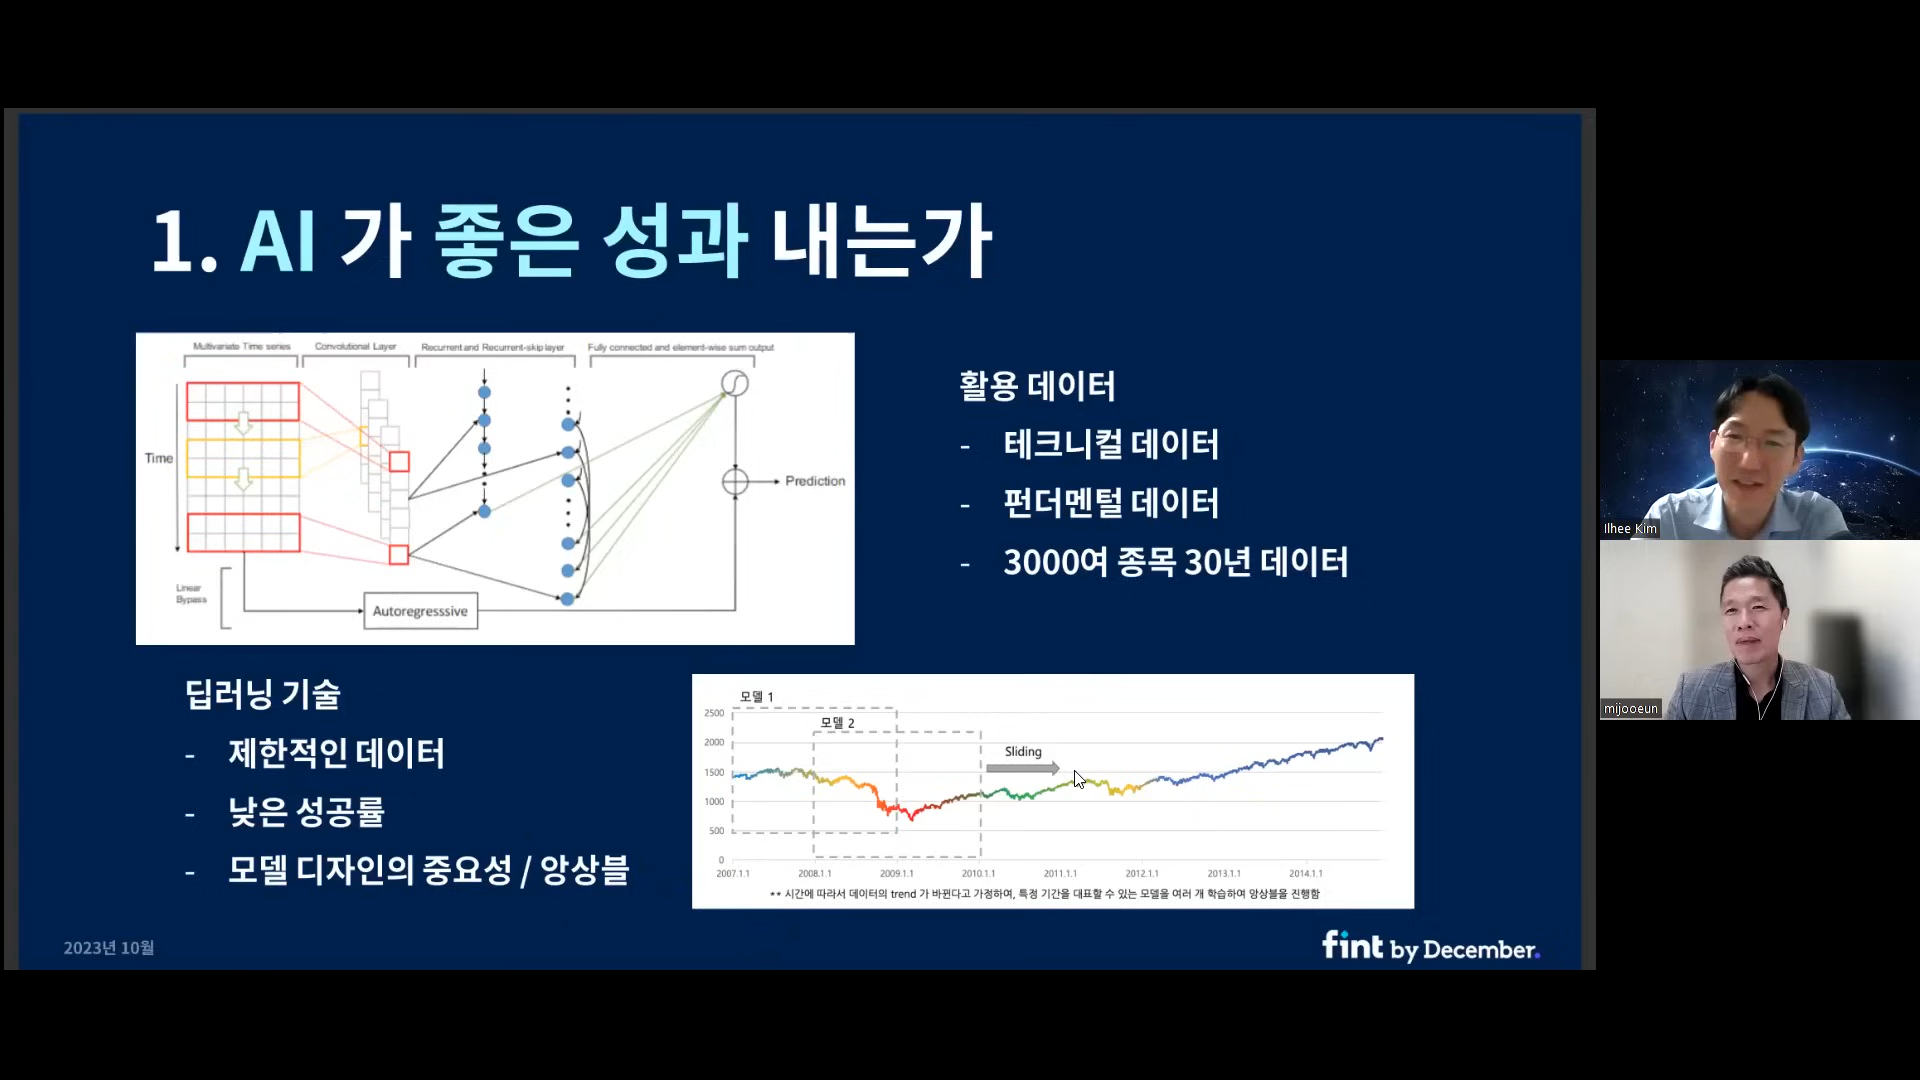 1. AI 가 좋은 성과 내는가
Multivariate Time series
Convolutional Layer
Recurrent and Recurrent-skip layer
Fully connected and element-wise sum output
Time
Prediction
Linear
Bypass
Autoregresssive
활용 데이터
- 테크니컬 데이터
- 펀더멘털 데이터
- 3000여 종목 30년 데이터
딥러닝 기술
- 제한적인 데이터
- 낮은 성공률
- 모델 디자인의 중요성 / 앙상블
모델 1
모델 2
Sliding
2500
2000
1500
1000
500
0
2007.1.1 2008.1.1 2009.1.1 2010.1.1 2011.1.1 2012.1.1 2013.1.1 2014.1.1
** 시간에 따라서 데이터의 trend 가 바뀐다고 가정하여, 특정 기간을 대표할 수 있는 모델을 여러 개 학습하여 앙상블을 진행함
2023년 10월
fint by December.
Ilhee Kim
mijooeun